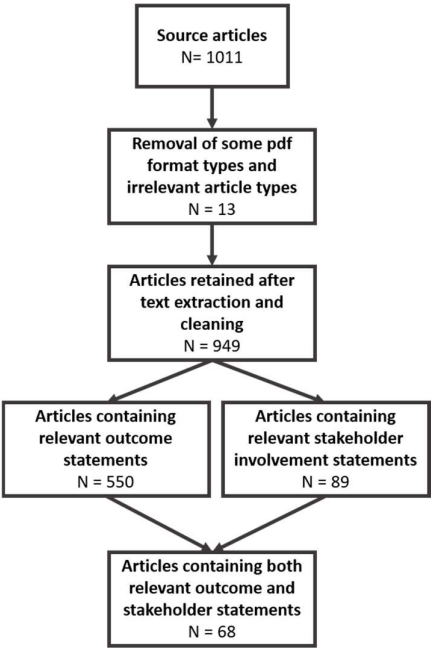 Source articles
N= 1011
Removal of some pdf
format types and
irrelevant article types
N = 13
Articles retained after
text extraction and
cleaning
N = 949
Articles containing
relevant outcome
statements
N = 550
Articles containing
relevant stakeholder
involvement statements
N = 89
Articles containing both
relevant outcome and
stakeholder statements
N = 68